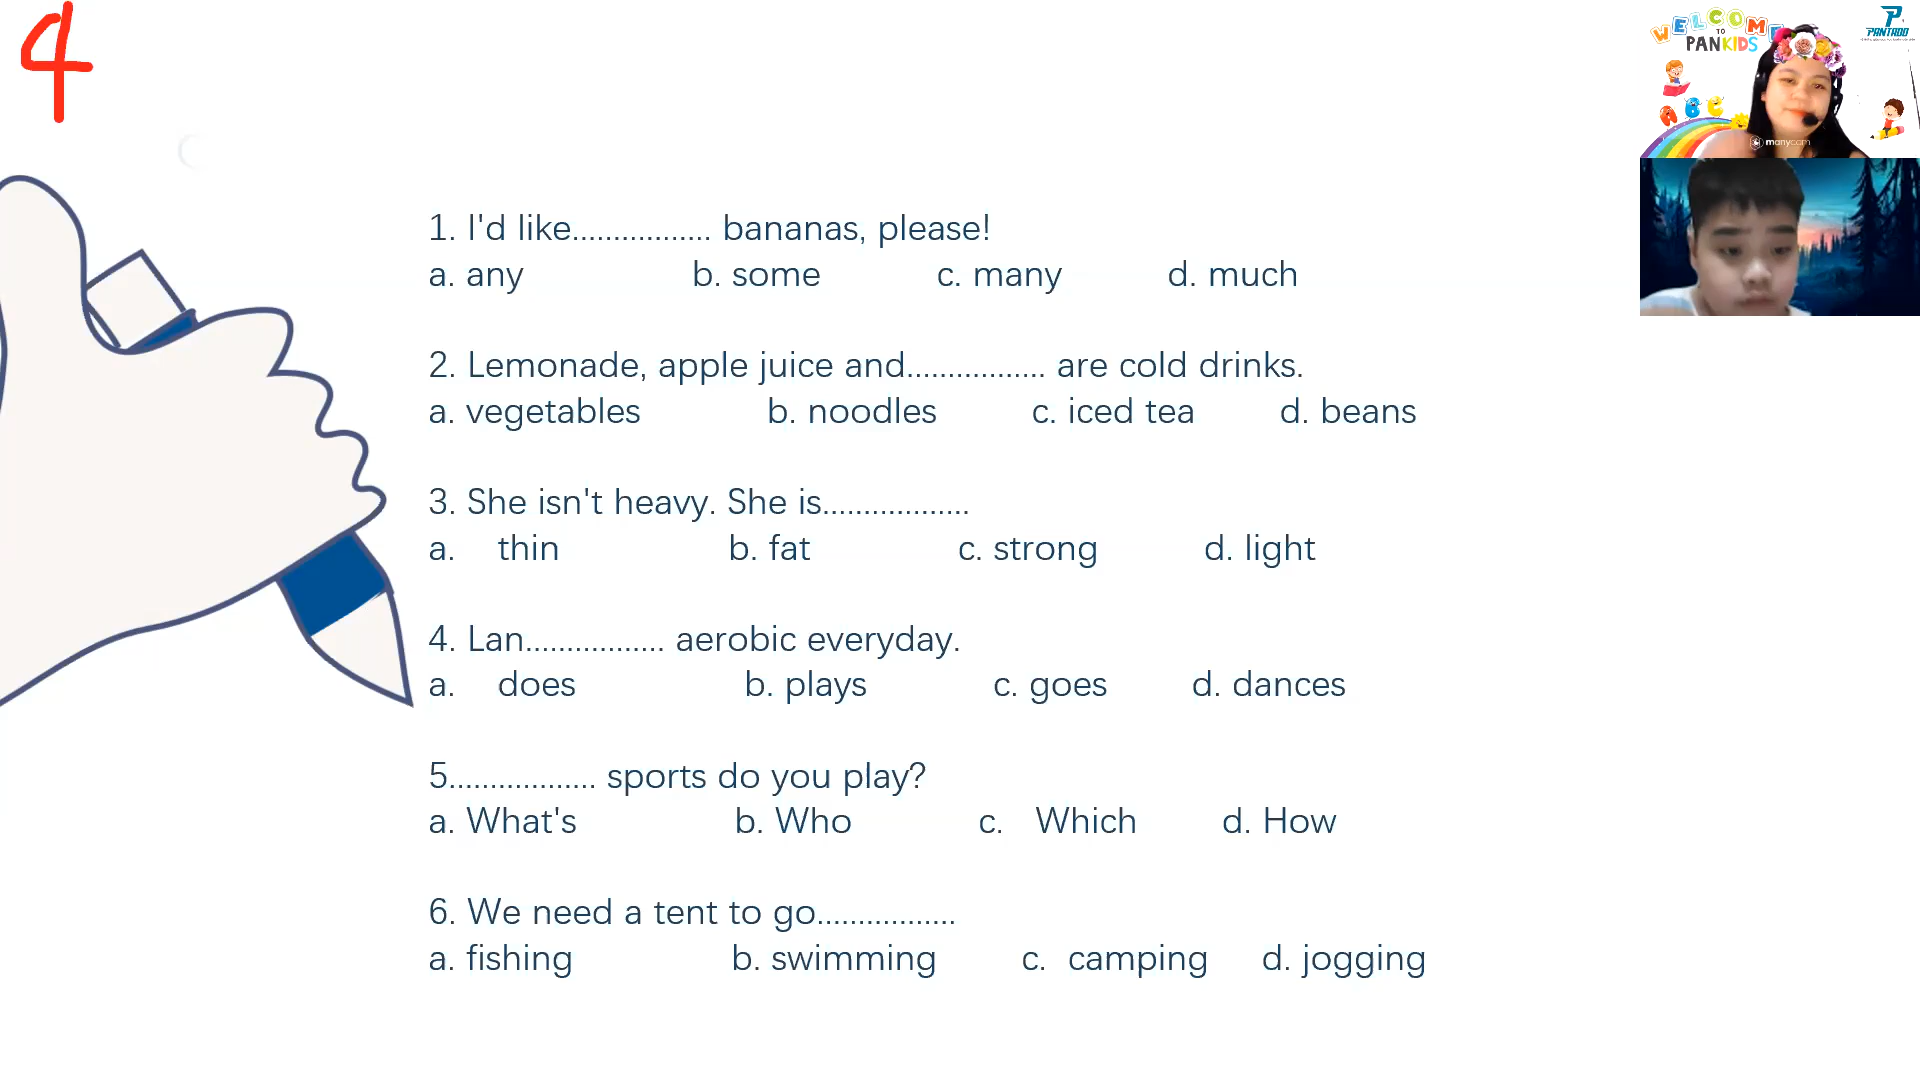 4
WELCOME
TO
PANKIDS
PANTADO
ABC
manycam
1. I'd like................. bananas, please!
a. any b. some c. many d. much
2. Lemonade, apple juice and................. are cold drinks.
a. vegetables b. noodles c. iced tea d. beans
3. She isn't heavy. She is..................
a. thin b. fat c. strong d. light
4. Lan................. aerobic everyday.
a. does b. plays c. goes d. dances
5.................. sports do you play?
a. What's b. Who c. Which d. How
6. We need a tent to go.................
a. fishing b. swimming c. camping d. jogging